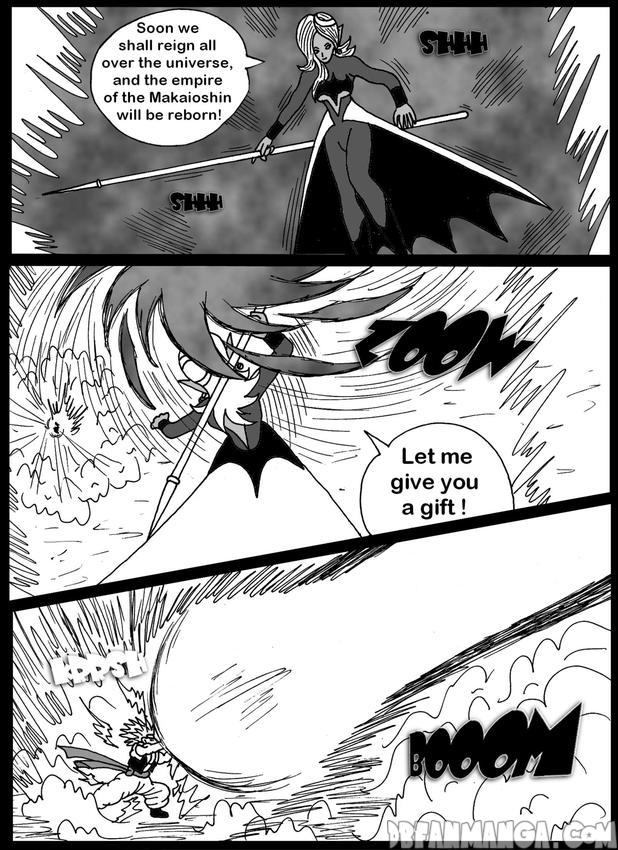 Soon we
shall reign all
over the universe,
and the empire
of the Makaioshin
will be reborn!
SHHH
SHHH
ZOOW
Let me
give you
a gift !
BOOOM
DBFANMANGA.COM